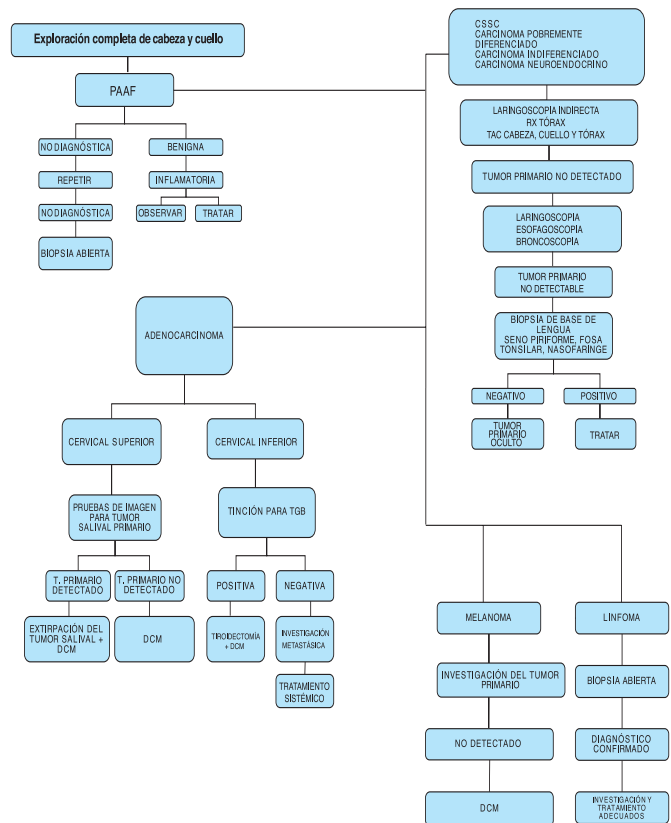 Exploración completa de cabeza y cuello
PAAF
NO DIAGNÓSTICA
BENIGNA
REPETIR
INFLAMATORIA
NO DIAGNÓSTICA
OBSERVAR
TRATAR
BIOPSIA ABIERTA
CSSC
CARCINOMA POBREMENTE
DIFERENCIADO
CARCINOMA INDIFERENCIADO
CARCINOMA NEUROENDOCRINO
LARINGOSCOPIA INDIRECTA
RX TÓRAX
TAC CABEZA, CUELLO Y TÓRAX
TUMOR PRIMARIO NO DETECTADO
LARINGOSCOPÍA
ESOFAGOSCOPÍA
BRONCOSCOPÍA
TUMOR PRIMARIO
NO DETECTABLE
BIOPSIA DE BASE DE
LENGUA
SENO PIRIFORME, FOSA
TONSILAR, NASOFARINGE
NEGATIVO
POSITIVO
TUMOR
PRIMARIO
OCULTO
TRATAR
ADENOCARCINOMA
CERVICAL SUPERIOR
CERVICAL INFERIOR
PRUEBAS DE IMAGEN
PARA TUMOR
SALIVAL PRIMARIO
TINCIÓN PARA TGB
T. PRIMARIO
DETECTADO
T. PRIMARIO NO
DETECTADO
POSITIVA
NEGATIVA
EXTIRPACIÓN DEL
TUMOR SALIVAL +
DCM
DCM
TIROIDECTOMÍA
+ DCM
INVESTIGACIÓN
METASTÁSICA
TRATAMIENTO
SISTÉMICO
MELANOMA
LINFOMA
INVESTIGACIÓN DEL TUMOR
PRIMARIO
BIOPSIA ABIERTA
NO DETECTADO
DIAGNÓSTICO
CONFIRMADO
DCM
INVESTIGACIÓN Y
TRATAMIENTO
ADECUADOS